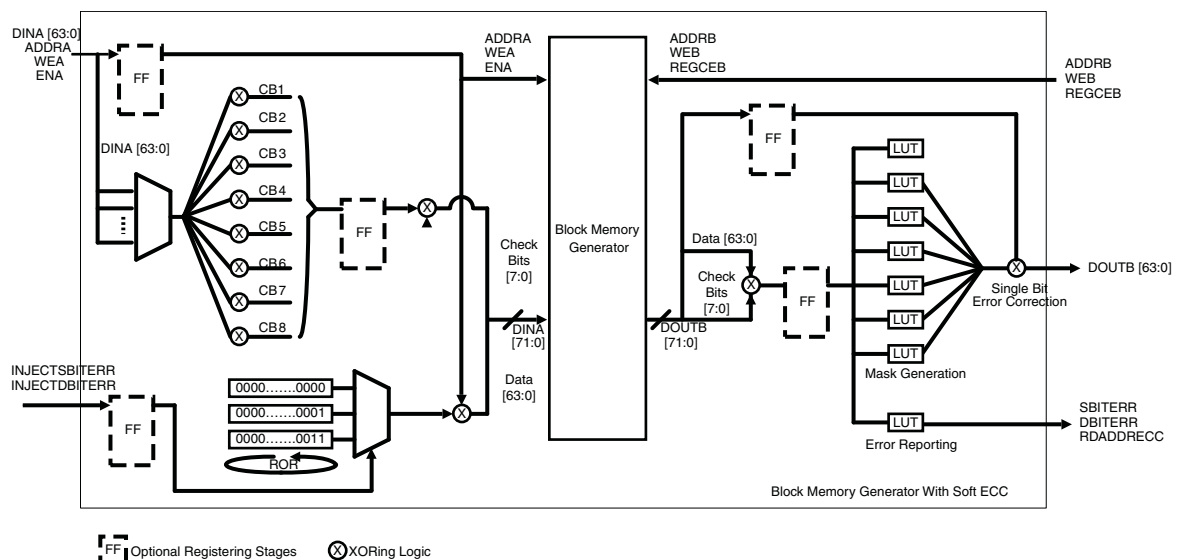 DINA [63:0]
ADDRA
WEA
ENA
FF
DINA [63:0]
X
CB1
X
CB2
X
CB3
X
CB4
X
CB5
X
CB6
X
CB7
X
CB8
FF
X
INJECTSBITERR
INJECTDBITERR
FF
0000.......0000
0000.......0001
0000.......0011
ROR
X
ADDRA
WEA
ENA
Check
Bits
[7:0]
DINA
[71:0]
Data
[63:0]
Block Memory
Generator
ADDRB
WEB
REGCEB
ADDRB
WEB
REGCEB
FF
Data [63:0]
Check
Bits
[7:0]
X
DOUTB
[71:0]
FF
LUT
LUT
LUT
LUT
LUT
LUT
LUT
Mask Generation
X
Single Bit
Error Correction
DOUTB [63:0]
LUT
Error Reporting
SBITERR
DBITERR
RDADDRECC
Block Memory Generator With Soft ECC
FF Optional Registering Stages
X XORing Logic